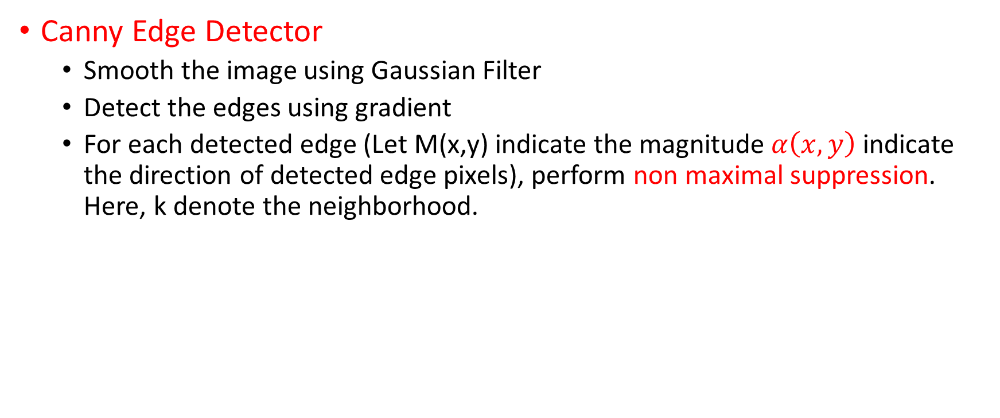 • Canny Edge Detector
• Smooth the image using Gaussian Filter
• Detect the edges using gradient
• For each detected edge (Let M(x,y) indicate the magnitude 𝛼(𝑥, 𝑦) indicate
the direction of detected edge pixels), perform non maximal suppression.
Here, k denote the neighborhood.